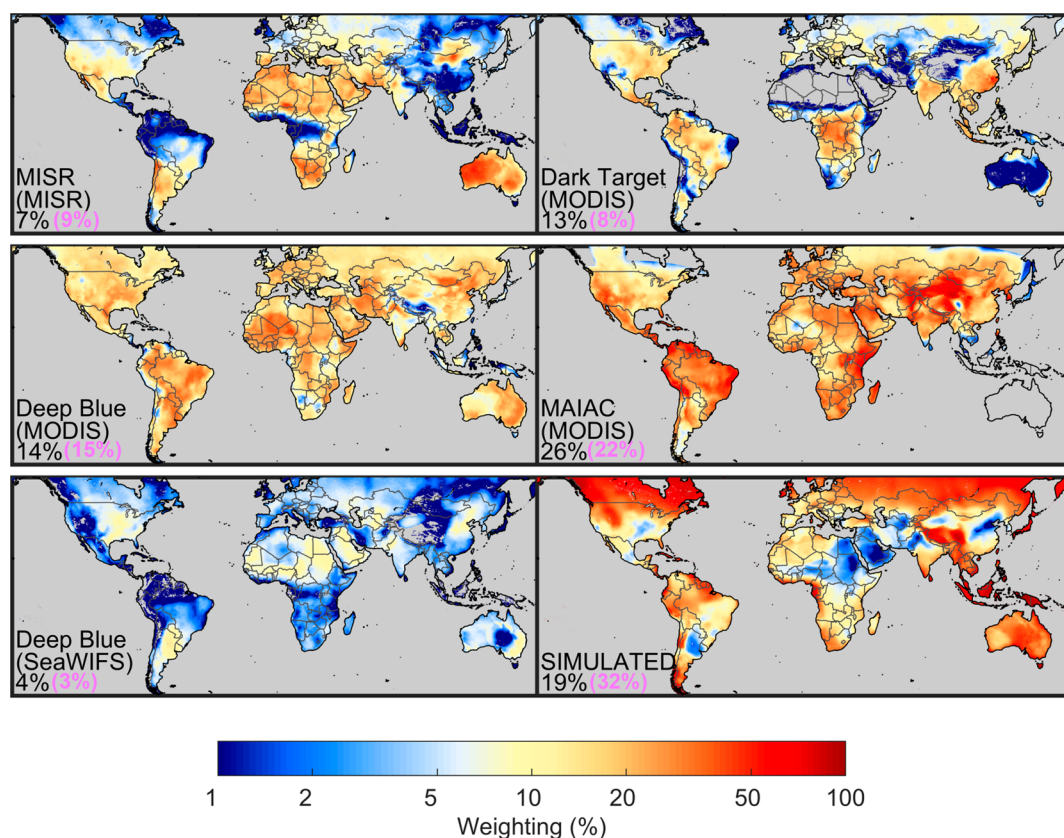 MISR
(MISR)
7% (9%)
Dark Target
(MODIS)
13% (8%)
Deep Blue
(MODIS)
14% (15%)
MAIAC
(MODIS)
26% (22%)
Deep Blue
(SeaWIFS)
4% (3%)
SIMULATED
19% (32%)
1 2 5 10 20 50 100
Weighting (%)